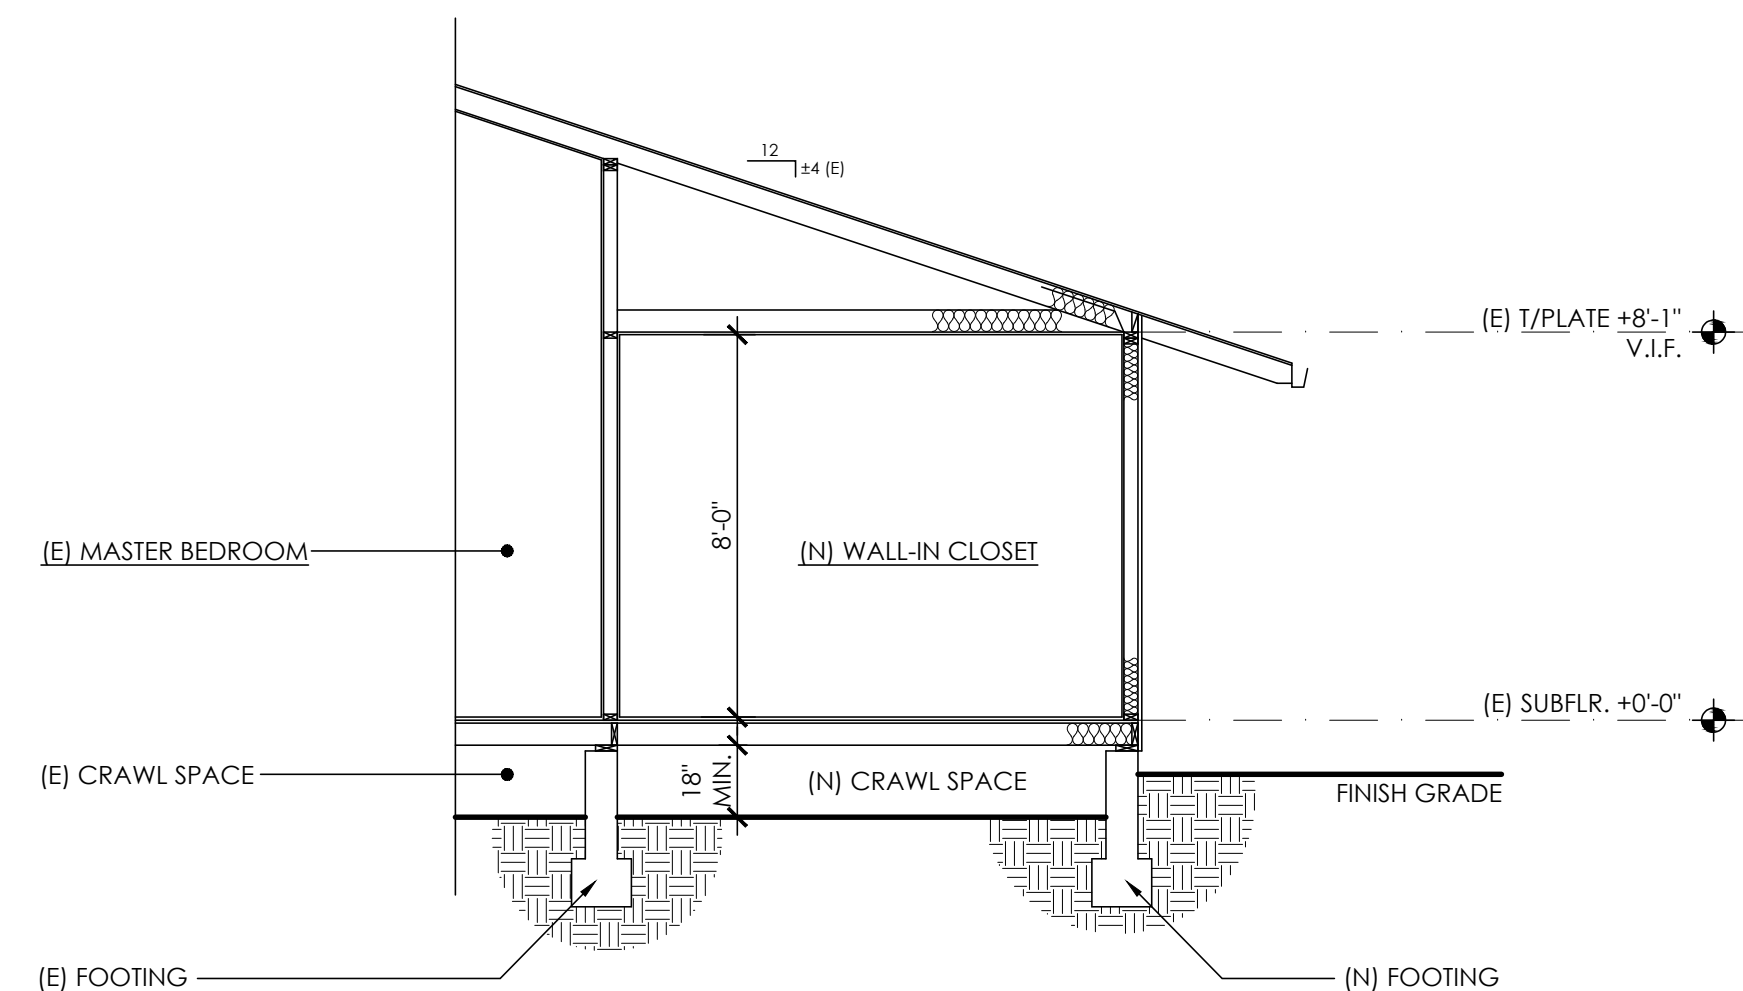 12
±4 (E)
(E) T/PLATE +8'-1"
V.I.F.
8'-0"
(E) MASTER BEDROOM
(N) WALL-IN CLOSET
(E) SUBFLR. +0'-0"
(E) CRAWL SPACE
18"
MIN.
(N) CRAWL SPACE
FINISH GRADE
(E) FOOTING
(N) FOOTING